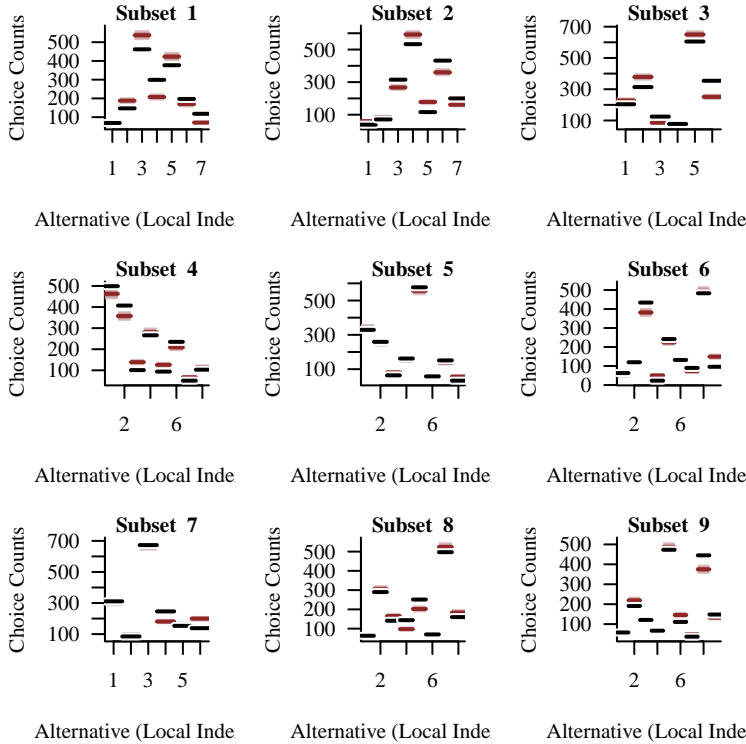 Subset 1
Choice Counts
500
400
300
200
100
1 3 5 7
Alternative (Local Inde
Subset 2
Choice Counts
500
300
100
1 3 5 7
Alternative (Local Inde
Subset 3
Choice Counts
700
500
300
100
1 3 5
Alternative (Local Inde
Subset 4
Choice Counts
500
400
300
200
100
2 6
Alternative (Local Inde
Subset 5
Choice Counts
500
300
100
2 6
Alternative (Local Inde
Subset 6
Choice Counts
500
400
300
200
100
0
2 6
Alternative (Local Inde
Subset 7
Choice Counts
700
500
300
100
1 3 5
Alternative (Local Inde
Subset 8
Choice Counts
500
400
300
200
100
2 6
Alternative (Local Inde
Subset 9
Choice Counts
500
400
300
200
100
2 6
Alternative (Local Inde